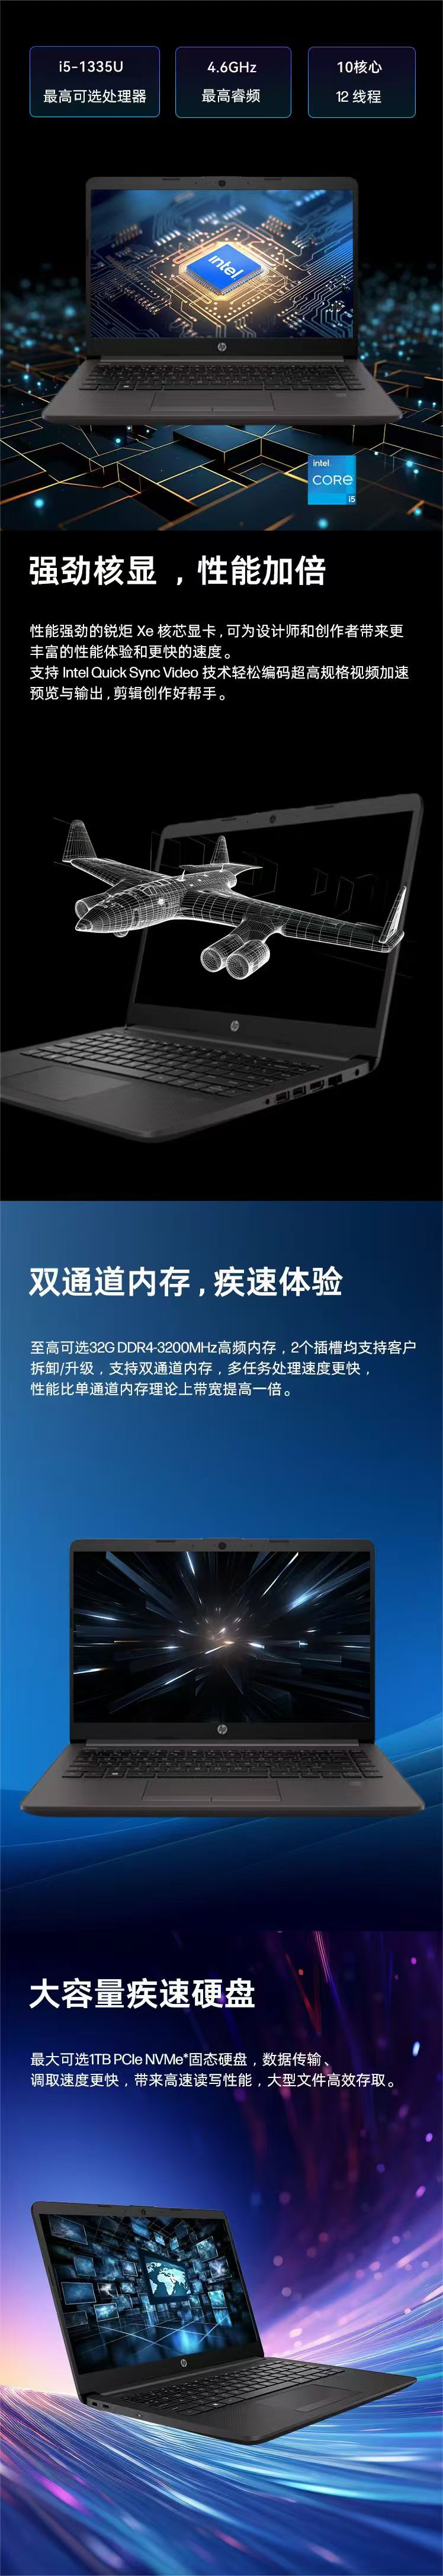 i5-1335U
最高可选处理器
4.6GHz
最高睿频
10核心
12 线程
intel
hp
intel
CORE
i5
强劲核显 ，性能加倍
性能强劲的锐炬 Xe 核芯显卡 , 可为设计师和创作者带来更
丰富的性能体验和更快的速度 。
支持 Intel Quick Sync Video 技术轻松编码超高规格视频加速
预览与输出 , 剪辑创作好帮手 。
hp
双通道内存 , 疾速体验
至高可选32G DDR4-3200MHz高频内存 ，2个插槽均支持客户
拆卸/升级 ，支持双通道内存 ，多任务处理速度更快 ，
性能比单通道内存理论上带宽提高一倍 。
hp
大容量疾速硬盘
最大可选1TB PCIe NVMe*固态硬盘 ，数据传输 、
调取速度更快 ，带来高速读写性能 ，大型文件高效存取 。
hp